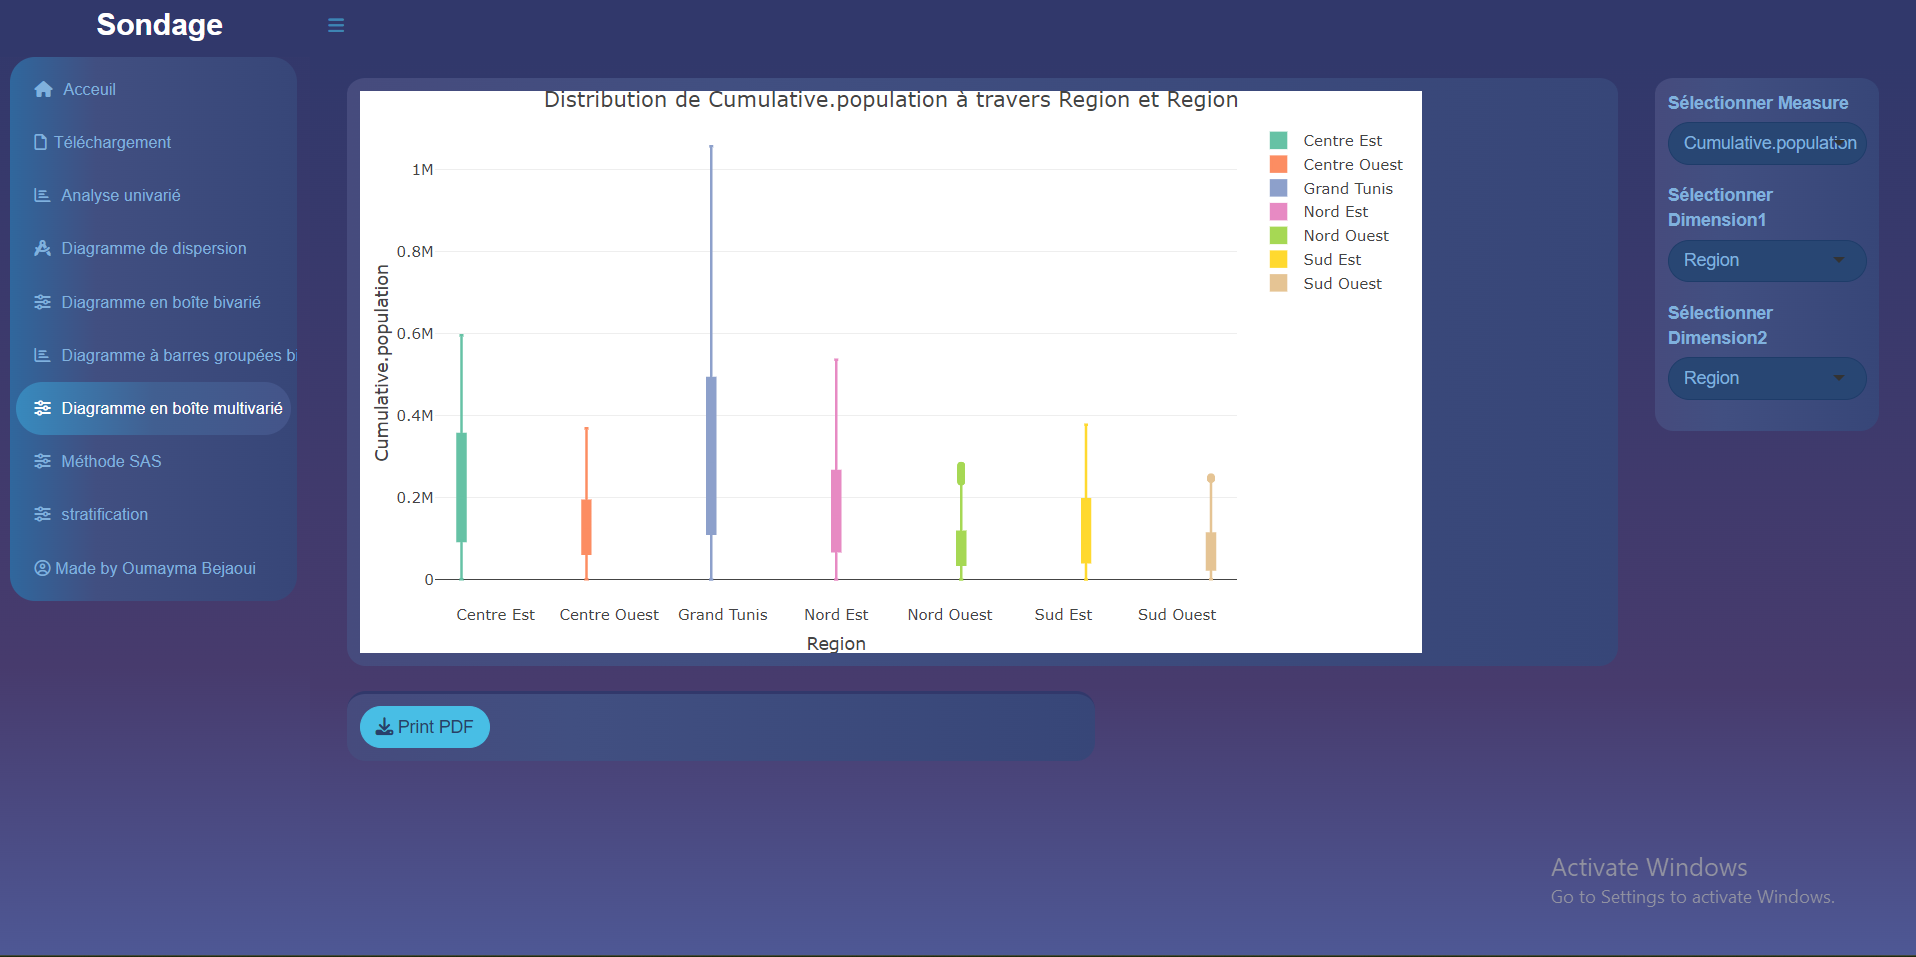 Sondage
Acceuil
Téléchargement
Analyse univarié
Diagramme de dispersion
Diagramme en boîte bivarié
Diagramme à barres groupées bi
Diagramme en boîte multivarié
Méthode SAS
stratification
Made by Oumayma Bejaoui
Distribution de Cumulative.population à travers Region et Region
Cumulative.population
1M
0.8M
0.6M
0.4M
0.2M
0
Centre Est
Centre Ouest
Grand Tunis
Nord Est
Nord Ouest
Sud Est
Sud Ouest
Region
Centre Est
Centre Ouest
Grand Tunis
Nord Est
Nord Ouest
Sud Est
Sud Ouest
Print PDF
Sélectionner Measure
Cumulative.population
Sélectionner
Dimension1
Region
Sélectionner
Dimension2
Region
Activate Windows
Go to Settings to activate Windows.